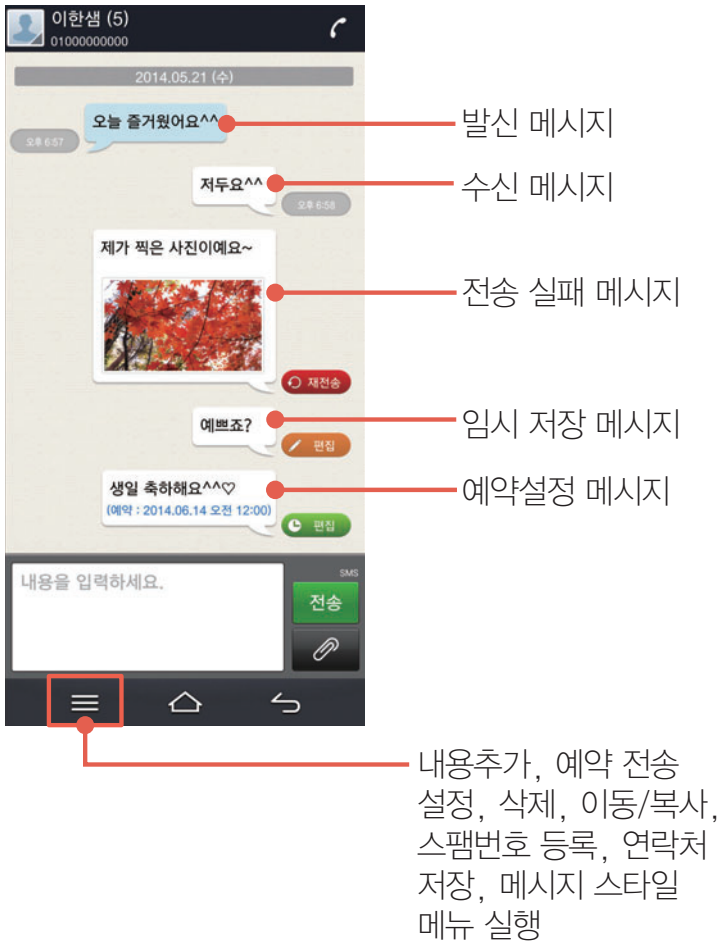 이한샘 (5)
01000000000
2014.05.21 (수)
오늘 즐거웠어요^^
오후 6:57
발신 메시지
저두요^^
오후 6:58
수신 메시지
제가 찍은 사진이예요~
전송 실패 메시지
재전송
예쁘죠?
편집
임시 저장 메시지
생일 축하해요^^♡
(예약 : 2014.06.14 오전 12:00)
편집
예약설정 메시지
내용을 입력하세요.
SMS
전송
내용추가, 예약 전송
설정, 삭제, 이동/복사,
스팸번호 등록, 연락처
저장, 메시지 스타일
메뉴 실행